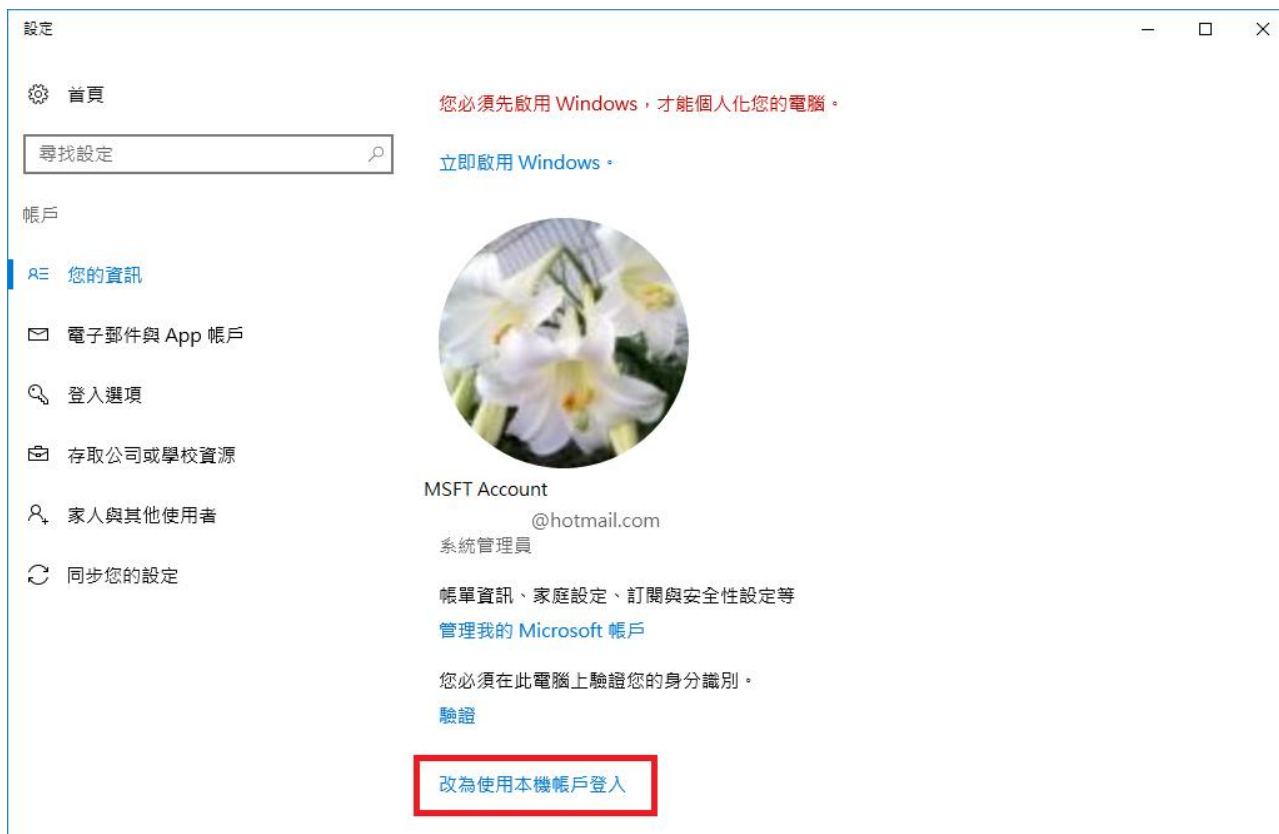 設定
首頁
尋找設定
帳戶
您的資訊
電子郵件與 App 帳戶
登入選項
存取公司或學校資源
家人與其他使用者
同步您的設定
您必須先啟用 Windows，才能個人化您的電腦。
立即啟用 Windows。
MSFT Account
@hotmail.com
系統管理員
帳單資訊、家庭設定、訂閱與安全性設定等
管理我的 Microsoft 帳戶
您必須在此電腦上驗證您的身分識別。
驗證
改為使用本機帳戶登入